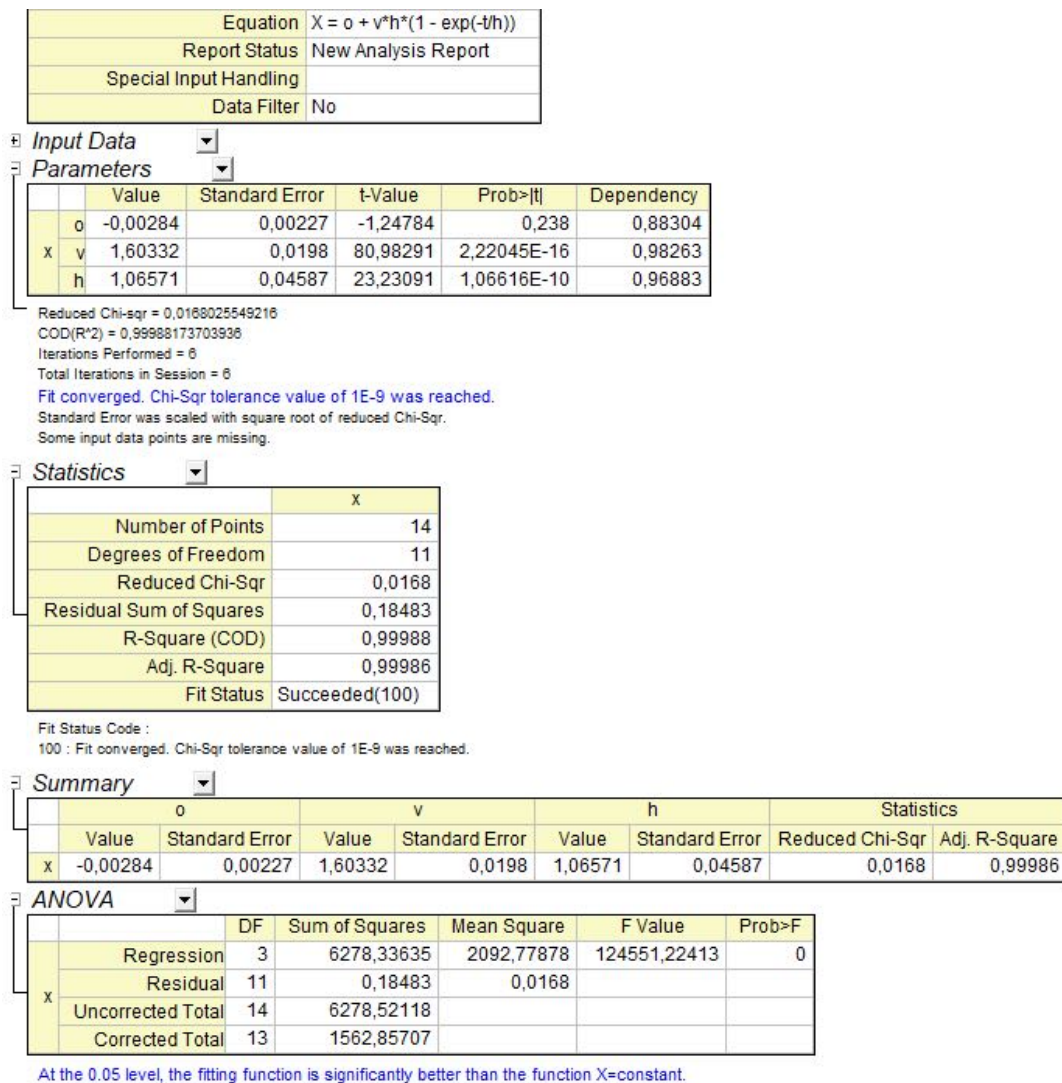 Equation X = o + v*h*(1 - exp(-t/h))
Report Status New Analysis Report
Special Input Handling
Data Filter No
Input Data
Parameters
Value Standard Error t-Value Prob>|t| Dependency
x o -0,00284 0,00227 -1,24784 0,238 0,88304
v 1,60332 0,0198 80,98291 2,22045E-16 0,98263
h 1,06571 0,04587 23,23091 1,06616E-10 0,96883
Reduced Chi-sqr = 0,0168025549216
COD(R^2) = 0,99988173703936
Iterations Performed = 6
Total Iterations in Session = 6
Fit converged. Chi-Sqr tolerance value of 1E-9 was reached.
Standard Error was scaled with square root of reduced Chi-Sqr.
Some input data points are missing.
Statistics
x
Number of Points 14
Degrees of Freedom 11
Reduced Chi-Sqr 0,0168
Residual Sum of Squares 0,18483
R-Square (COD) 0,99988
Adj. R-Square 0,99986
Fit Status Succeeded(100)
Fit Status Code :
100 : Fit converged. Chi-Sqr tolerance value of 1E-9 was reached.
Summary
o v h Statistics
Value Standard Error Value Standard Error Value Standard Error Reduced Chi-Sqr Adj. R-Square
x -0,00284 0,00227 1,60332 0,0198 1,06571 0,04587 0,0168 0,99986
ANOVA
DF Sum of Squares Mean Square F Value Prob>F
x Regression 3 6278,33635 2092,77878 124551,22413 0
Residual 11 0,18483 0,0168
Uncorrected Total 14 6278,52118
Corrected Total 13 1562,85707
At the 0.05 level, the fitting function is significantly better than the function X=constant.